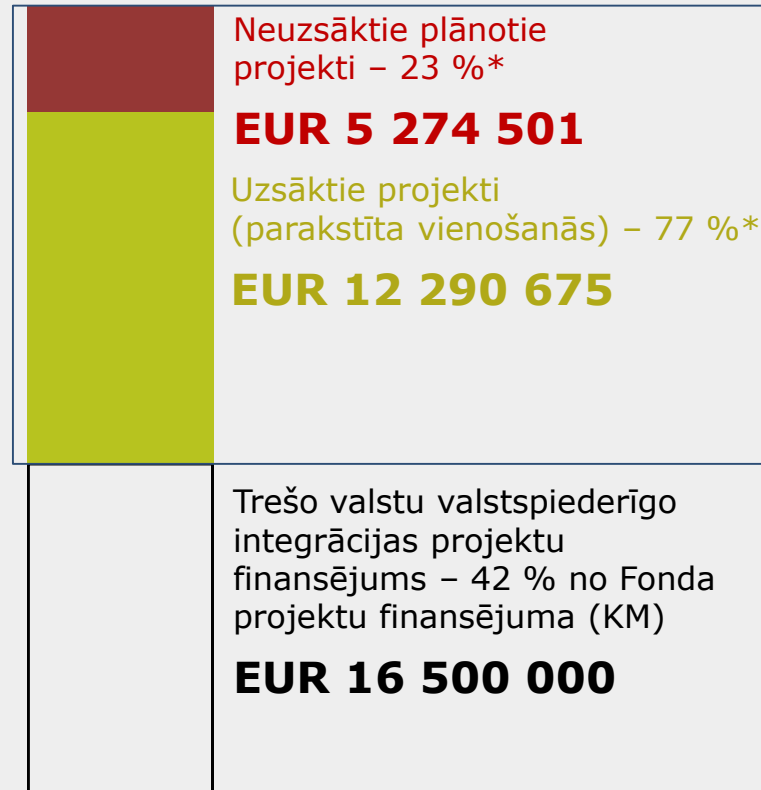 Neuzsāktie plānotie
projekti – 23 %*
EUR 5 274 501
Uzsāktie projekti
(parakstīta vienošanās) – 77 %*
EUR 12 290 675
Trešo valstu valstspiederīgo
integrācijas projektu
finansējums – 42 % no Fonda
projektu finansējuma (KM)
EUR 16 500 000